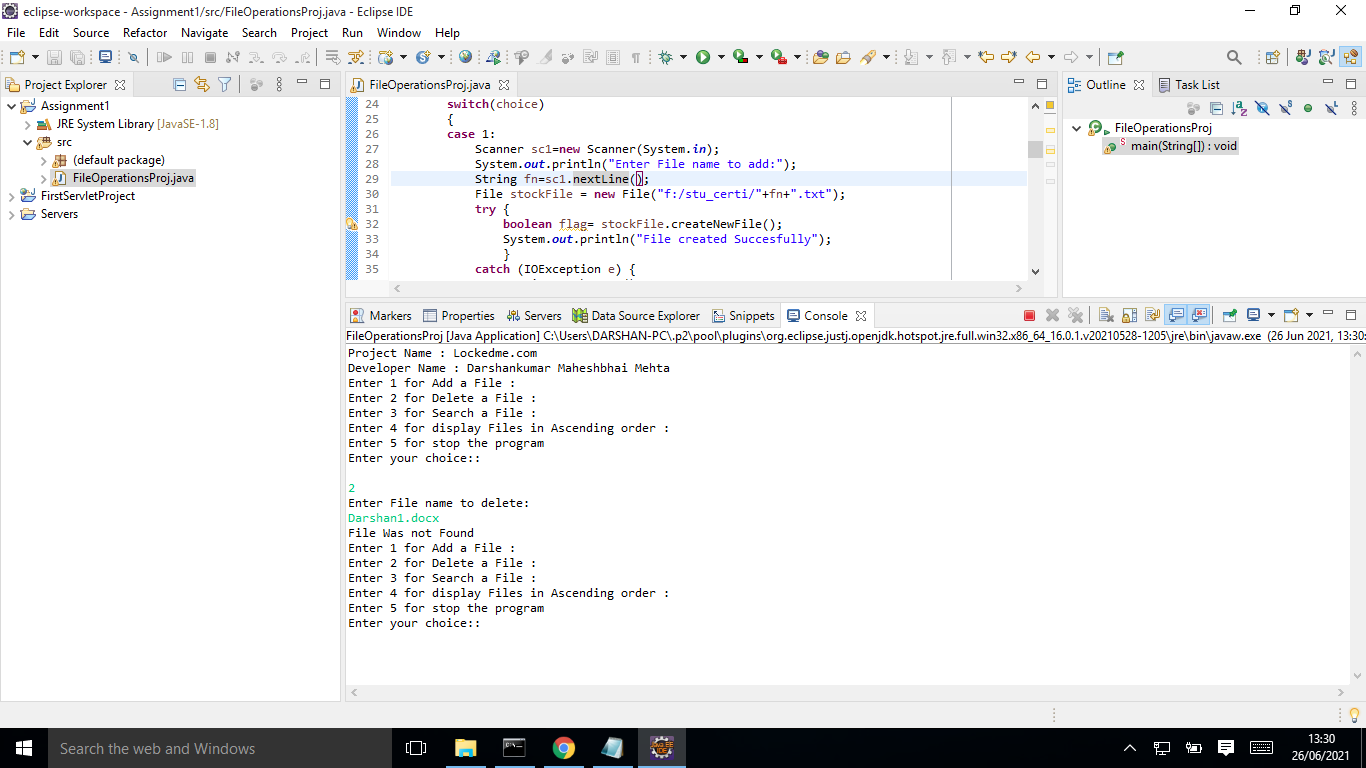 eclipse-workspace - Assignment1/src/FileOperationsProj.java - Eclipse IDE
File Edit Source Refactor Navigate Search Project Run Window Help
Project Explorer
Assignment1
JRE System Library [JavaSE-1.8]
src
(default package)
FileOperationsProj.java
FirstServletProject
Servers
FileOperationsProj.java
24 switch(choice)
25 {
26 case 1:
27 Scanner sc1=new Scanner(System.in);
28 System.out.println("Enter File name to add:");
29 String fn=sc1.nextLine();
30 File stockFile = new File("f:/stu_certi/"+fn+".txt");
31 try {
32 boolean flag= stockFile.createNewFile();
33 System.out.println("File created Succesfully");
34 }
35 catch (IOException e) {
Outline Task List
FileOperationsProj
main(String[]) : void
Markers Properties Servers Data Source Explorer Snippets Console
FileOperationsProj [Java Application] C:\Users\DARSHAN-PC\.p2\pool\plugins\org.eclipse.justj.openjdk.hotspot.jre.full.win32.x86_64_16.0.1.v20210528-1205\jre\bin\javaw.exe (26 Jun 2021, 13:30:
Project Name : Lockedme.com
Developer Name : Darshankumar Maheshbhai Mehta
Enter 1 for Add a File :
Enter 2 for Delete a File :
Enter 3 for Search a File :
Enter 4 for display Files in Ascending order :
Enter 5 for stop the program
Enter your choice::
2
Enter File name to delete:
Darshan1.docx
File Was not Found
Enter 1 for Add a File :
Enter 2 for Delete a File :
Enter 3 for Search a File :
Enter 4 for display Files in Ascending order :
Enter 5 for stop the program
Enter your choice::
Search the web and Windows
13:30
26/06/2021